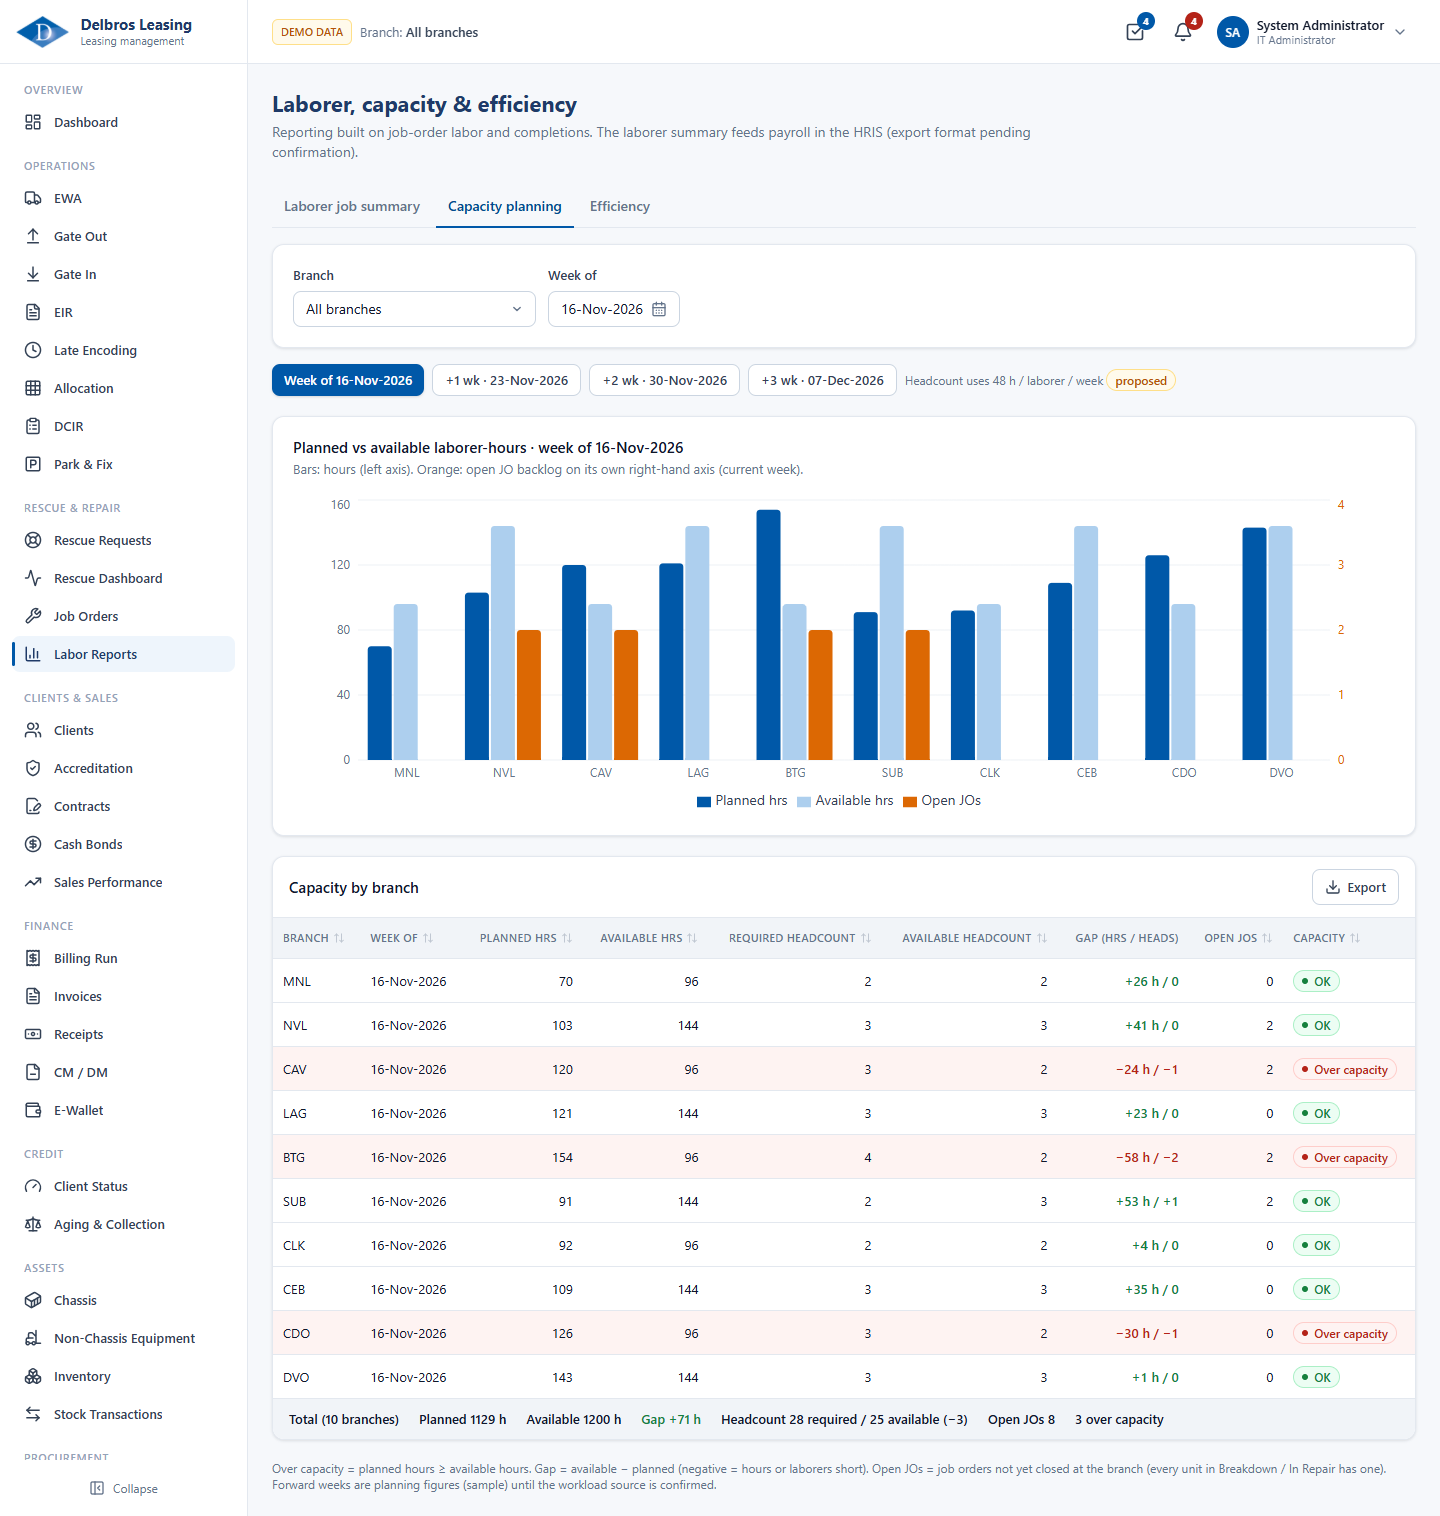 Delbros Leasing
Leasing management
DEMO DATA
Branch: All branches
4
4
SA
System Administrator
IT Administrator
OVERVIEW
Dashboard
OPERATIONS
EWA
Gate Out
Gate In
EIR
Late Encoding
Allocation
DCIR
Park & Fix
RESCUE & REPAIR
Rescue Requests
Rescue Dashboard
Job Orders
Labor Reports
CLIENTS & SALES
Clients
Accreditation
Contracts
Cash Bonds
Sales Performance
FINANCE
Billing Run
Invoices
Receipts
CM / DM
E-Wallet
CREDIT
Client Status
Aging & Collection
ASSETS
Chassis
Non-Chassis Equipment
Inventory
Stock Transactions
PROCUREMENT
Collapse
Laborer, capacity & efficiency
Reporting built on job-order labor and completions. The laborer summary feeds payroll in the HRIS (export format pending
confirmation).
Laborer job summary Capacity planning Efficiency
Branch Week of
All branches 16-Nov-2026
Week of 16-Nov-2026 +1 wk · 23-Nov-2026 +2 wk · 30-Nov-2026 +3 wk · 07-Dec-2026 Headcount uses 48 h / laborer / week proposed
Planned vs available laborer-hours · week of 16-Nov-2026
Bars: hours (left axis). Orange: open JO backlog on its own right-hand axis (current week).
160 4
120 3
80 2
40 1
0 0
MNL NVL CAV LAG BTG SUB CLK CEB CDO DVO
Planned hrs Available hrs Open JOs
Capacity by branch
Export
BRANCH WEEK OF PLANNED HRS AVAILABLE HRS REQUIRED HEADCOUNT AVAILABLE HEADCOUNT GAP (HRS / HEADS) OPEN JOS CAPACITY
MNL 16-Nov-2026 70 96 2 2 +26 h / 0 0 OK
NVL 16-Nov-2026 103 144 3 3 +41 h / 0 2 OK
CAV 16-Nov-2026 120 96 3 2 −24 h / −1 2 Over capacity
LAG 16-Nov-2026 121 144 3 3 +23 h / 0 0 OK
BTG 16-Nov-2026 154 96 4 2 −58 h / −2 2 Over capacity
SUB 16-Nov-2026 91 144 2 3 +53 h / +1 2 OK
CLK 16-Nov-2026 92 96 2 2 +4 h / 0 0 OK
CEB 16-Nov-2026 109 144 3 3 +35 h / 0 0 OK
CDO 16-Nov-2026 126 96 3 2 −30 h / −1 0 Over capacity
DVO 16-Nov-2026 143 144 3 3 +1 h / 0 0 OK
Total (10 branches) Planned 1129 h Available 1200 h Gap +71 h Headcount 28 required / 25 available (−3) Open JOs 8 3 over capacity
Over capacity = planned hours ≥ available hours. Gap = available − planned (negative = hours or laborers short). Open JOs = job orders not yet closed at the branch (every unit in Breakdown / In Repair has one).
Forward weeks are planning figures (sample) until the workload source is confirmed.